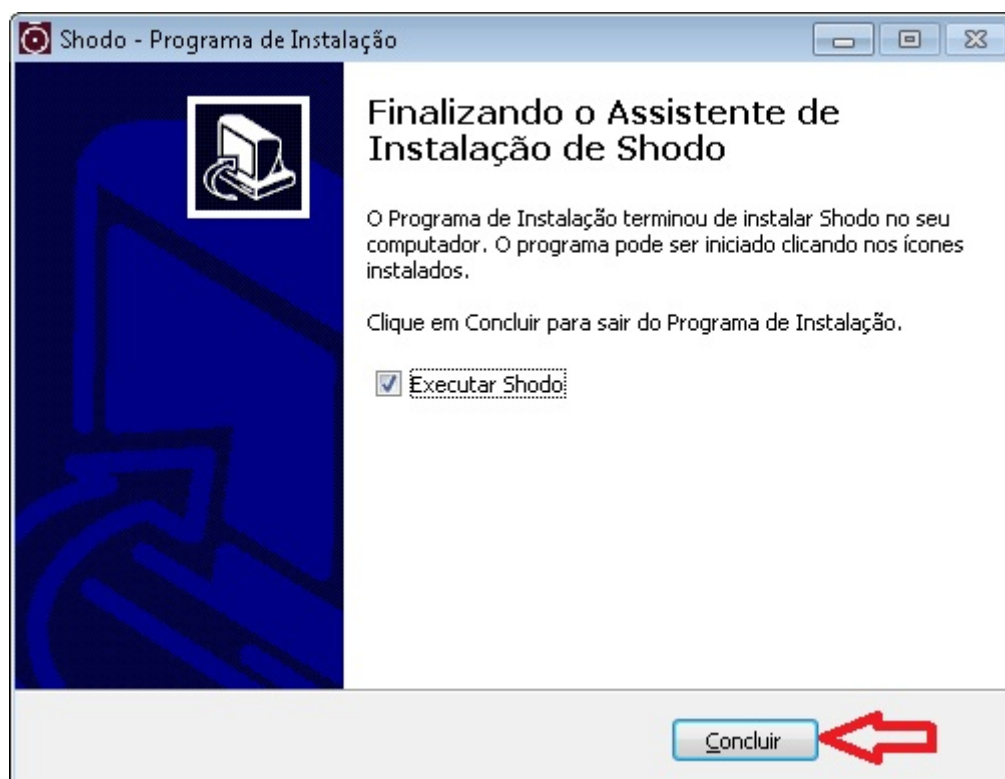 Shodo - Programa de Instalação
Finalizando o Assistente de
Instalação de Shodo
O Programa de Instalação terminou de instalar Shodo no seu
computador. O programa pode ser iniciado clicando nos ícones
instalados.
Clique em Concluir para sair do Programa de Instalação.
Executar Shodo
Concluir